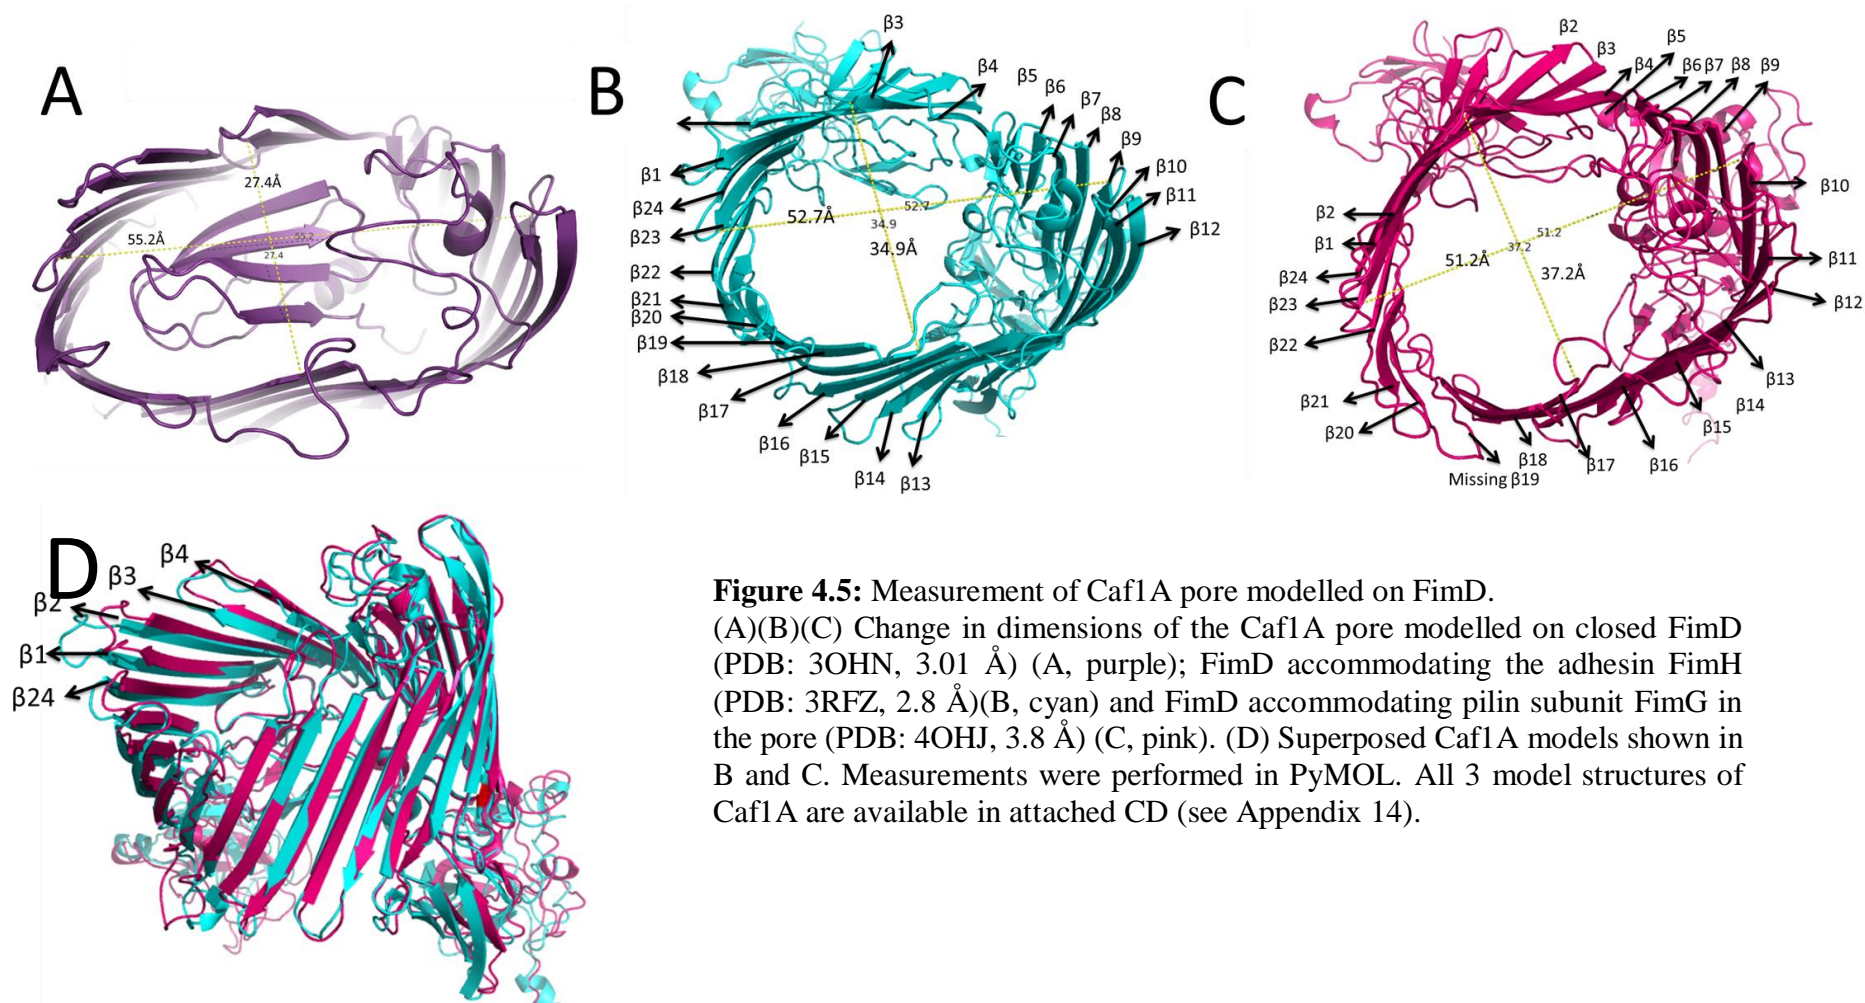 A
27.4Å
55.2Å
55.2
27.4
B
β3
β4
β5
β6
β7
β8
β9
β10
β11
β12
β1
β24
β23
β22
β21
β20
β19
β18
β17
β16
β15
β14
β13
52.7Å
52.7
34.9
34.9Å
C
β2
β3
β4
β5
β6
β7
β8
β9
β10
β11
β12
β13
β14
β15
β16
β17
β18
Missing β19
β20
β21
β22
β23
β24
β1
β2
51.2Å
51.2
37.2
37.2Å
D
β4
β3
β2
β1
β24
Figure 4.5: Measurement of Caf1A pore modelled on FimD.
(A)(B)(C) Change in dimensions of the Caf1A pore modelled on closed FimD
(PDB: 3OHN, 3.01 Å) (A, purple); FimD accommodating the adhesin FimH
(PDB: 3RFZ, 2.8 Å)(B, cyan) and FimD accommodating pilin subunit FimG in
the pore (PDB: 4OHJ, 3.8 Å) (C, pink). (D) Superposed Caf1A models shown in
B and C. Measurements were performed in PyMOL. All 3 model structures of
Caf1A are available in attached CD (see Appendix 14).